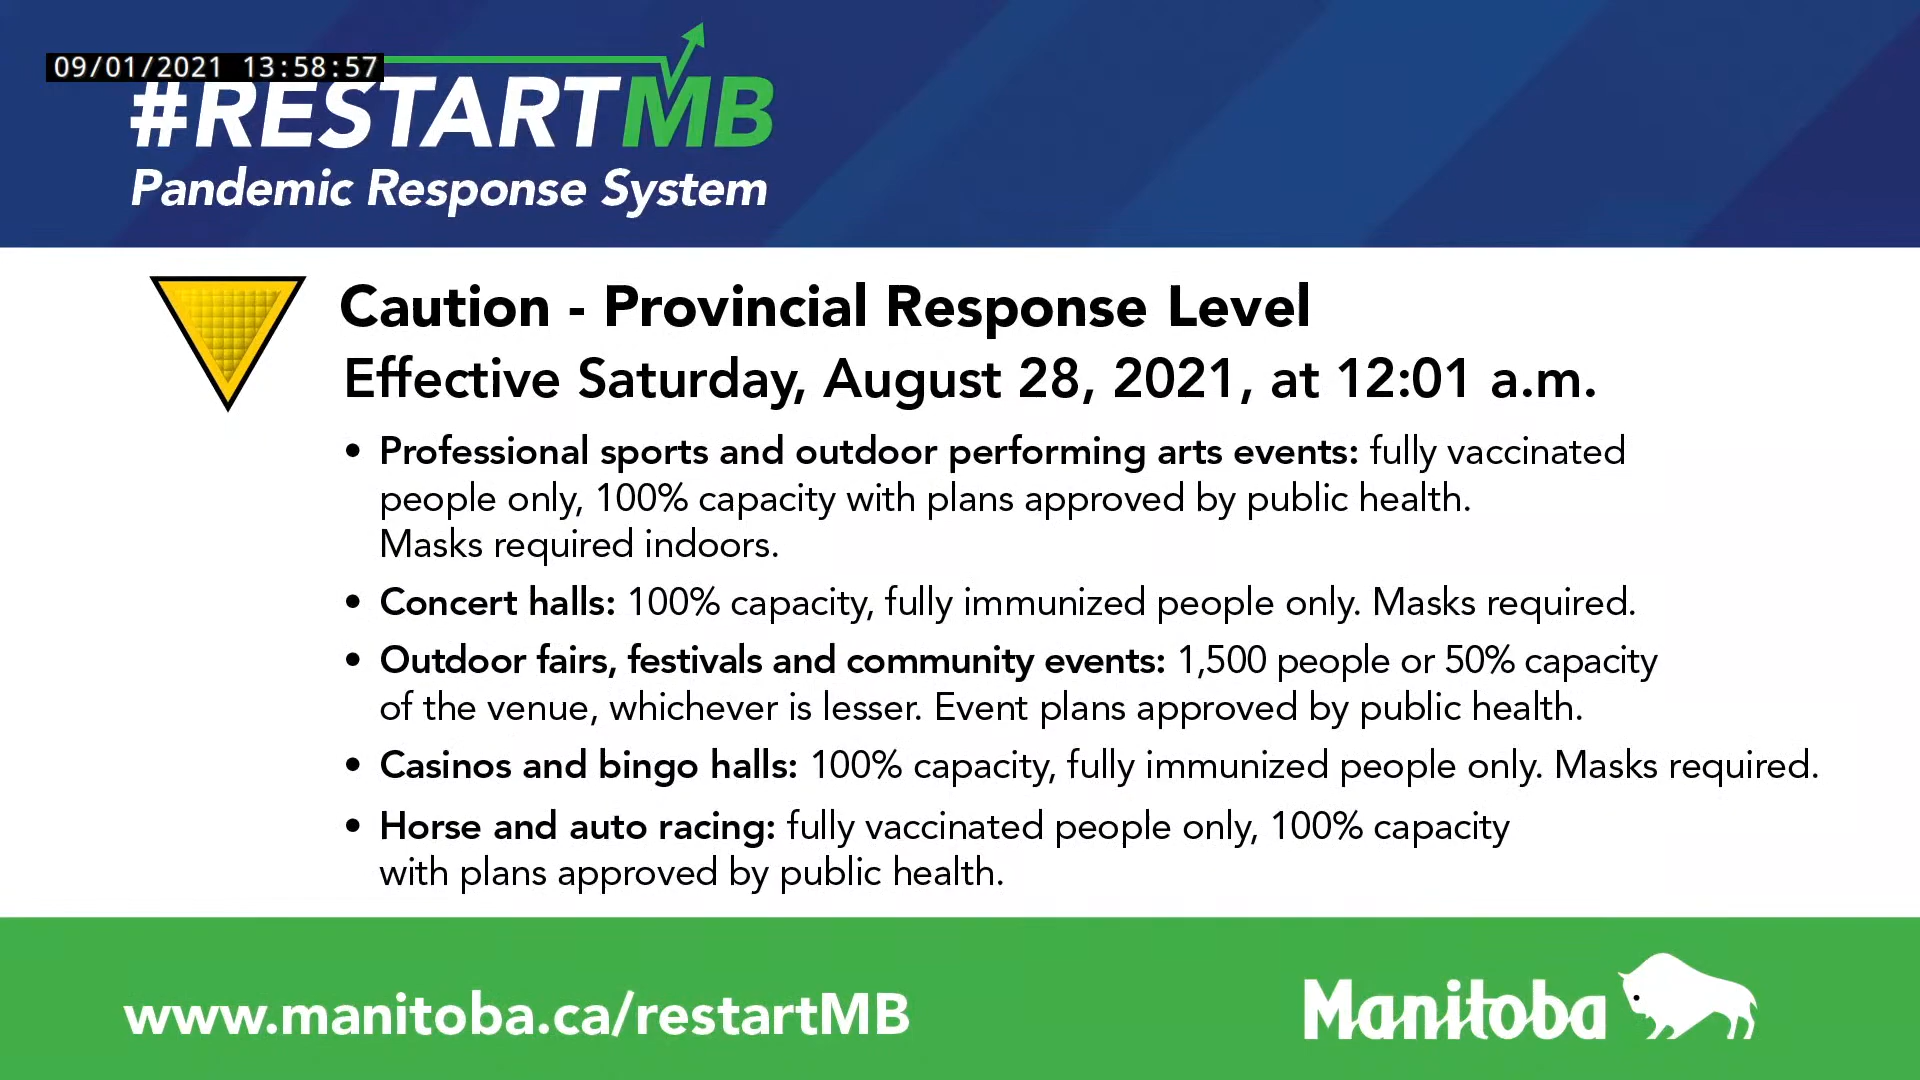 09/01/2021 13:58:57
#RESTARTMB
Pandemic Response System
Caution - Provincial Response Level
Effective Saturday, August 28, 2021, at 12:01 a.m.
• Professional sports and outdoor performing arts events: fully vaccinated
people only, 100% capacity with plans approved by public health.
Masks required indoors.
• Concert halls: 100% capacity, fully immunized people only. Masks required.
• Outdoor fairs, festivals and community events: 1,500 people or 50% capacity
of the venue, whichever is lesser. Event plans approved by public health.
• Casinos and bingo halls: 100% capacity, fully immunized people only. Masks required.
• Horse and auto racing: fully vaccinated people only, 100% capacity
with plans approved by public health.
www.manitoba.ca/restartMB
Manitoba